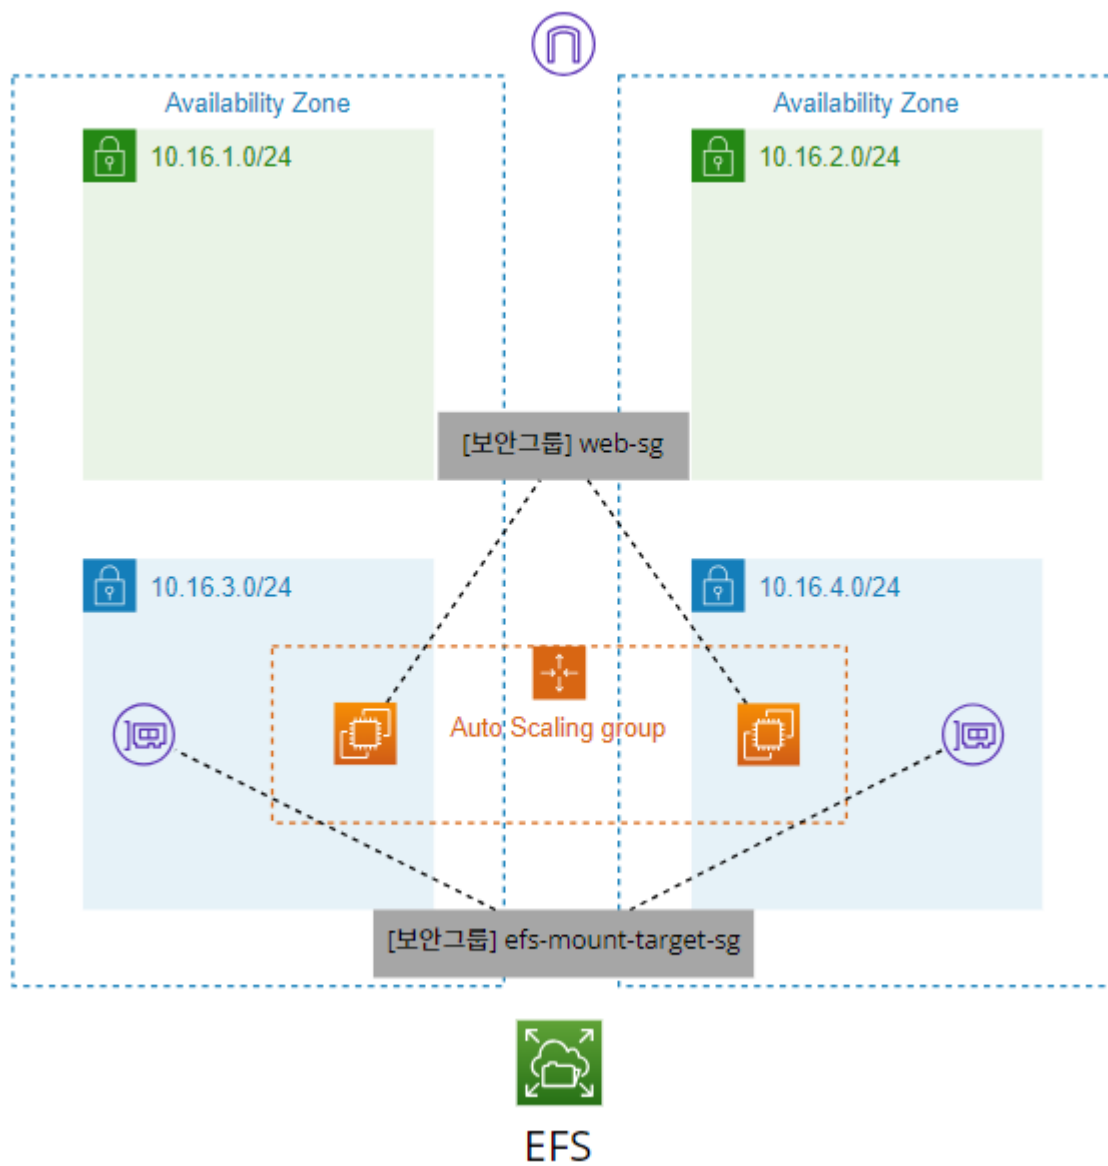 Availability Zone
Availability Zone
10.16.1.0/24
10.16.2.0/24
[보안그룹] web-sg
10.16.3.0/24
10.16.4.0/24
Auto Scaling group
[보안그룹] efs-mount-target-sg
EFS